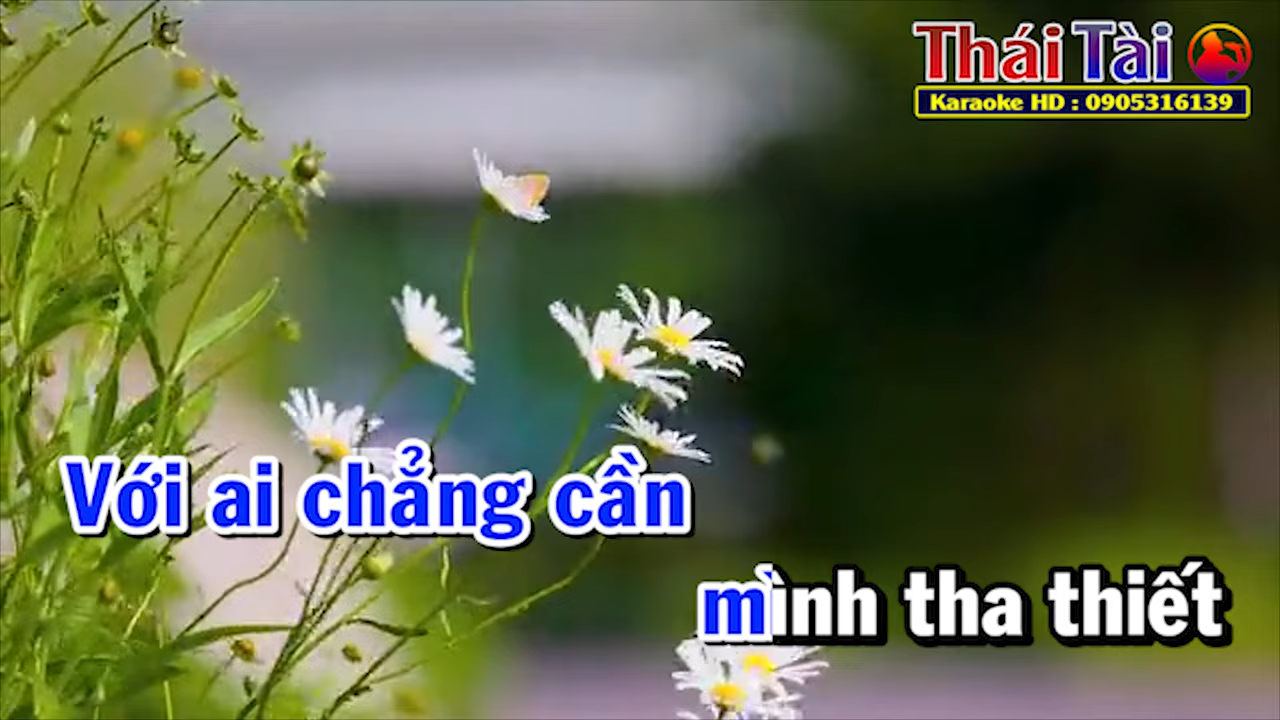 Thái Tài
Karaoke HD : 0905316139
Với ai chẳng cần
mình tha thiết